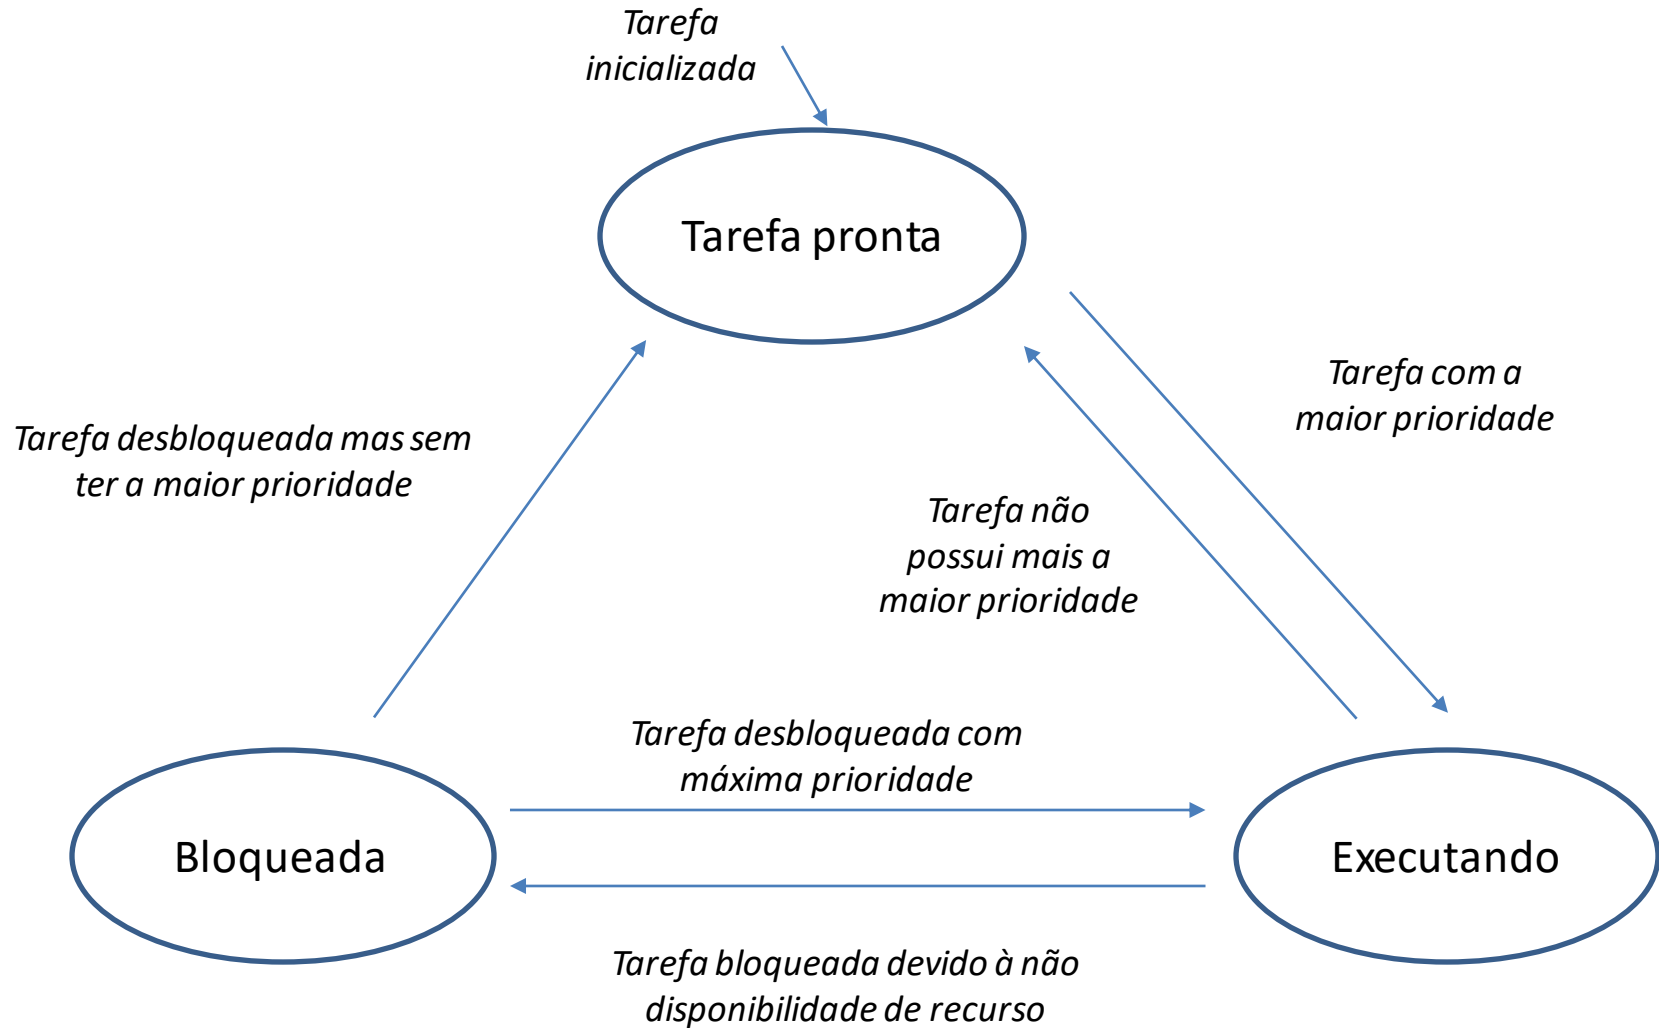 Tarefa
inicializada
Tarefa pronta
Tarefa com a
maior prioridade
Tarefa desbloqueada mas sem
ter a maior prioridade
Tarefa não
possui mais a
maior prioridade
Tarefa desbloqueada com
máxima prioridade
Bloqueada
Executando
Tarefa bloqueada devido à não
disponibilidade de recurso